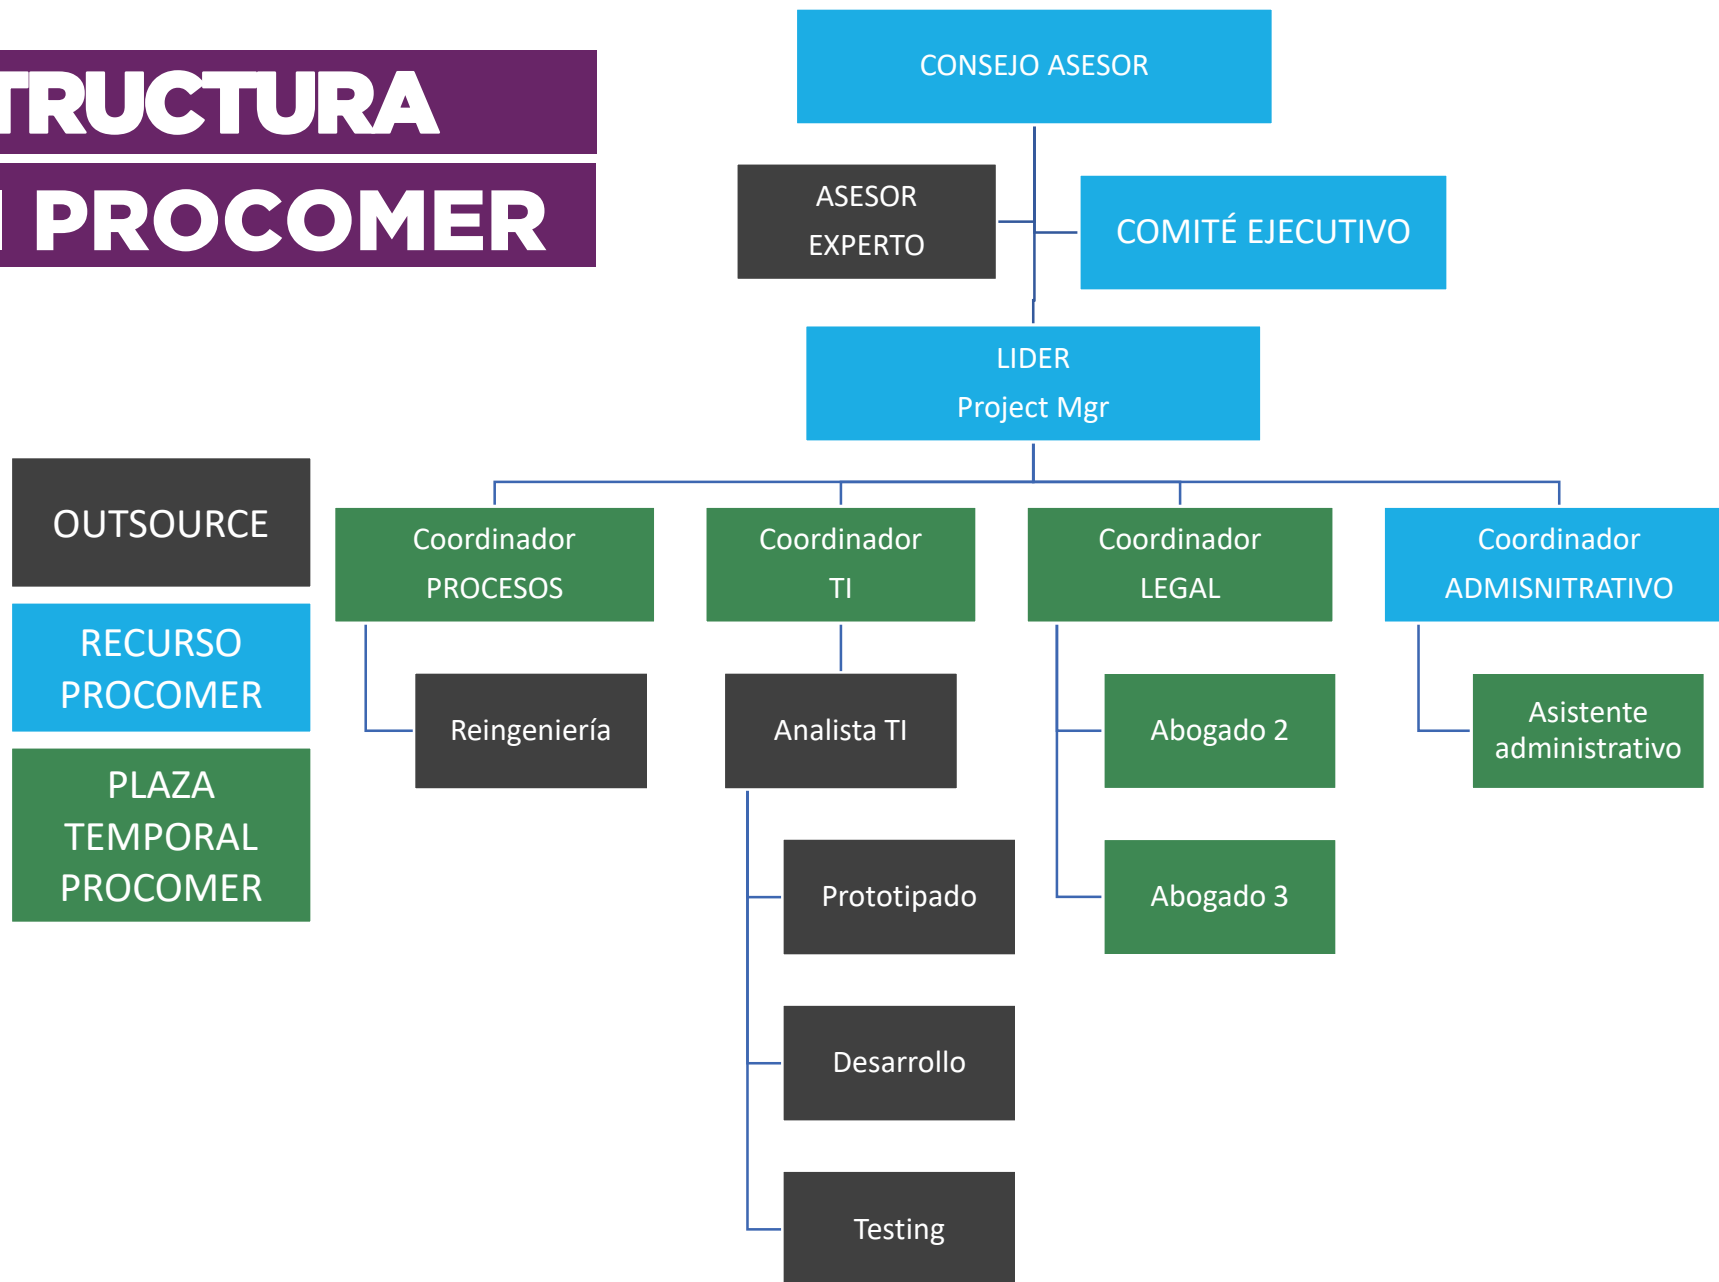 TRUCTURA
PROCOMER
CONSEJO ASESOR
ASESOR
EXPERTO
COMITÉ EJECUTIVO
LIDER
Project Mgr
OUTSOURCE
RECURSO
PROCOMER
PLAZA
TEMPORAL
PROCOMER
Coordinador
PROCESOS
Coordinador
TI
Coordinador
LEGAL
Coordinador
ADMISNITRATIVO
Reingeniería
Analista TI
Abogado 2
Asistente
administrativo
Prototipado
Abogado 3
Desarrollo
Testing